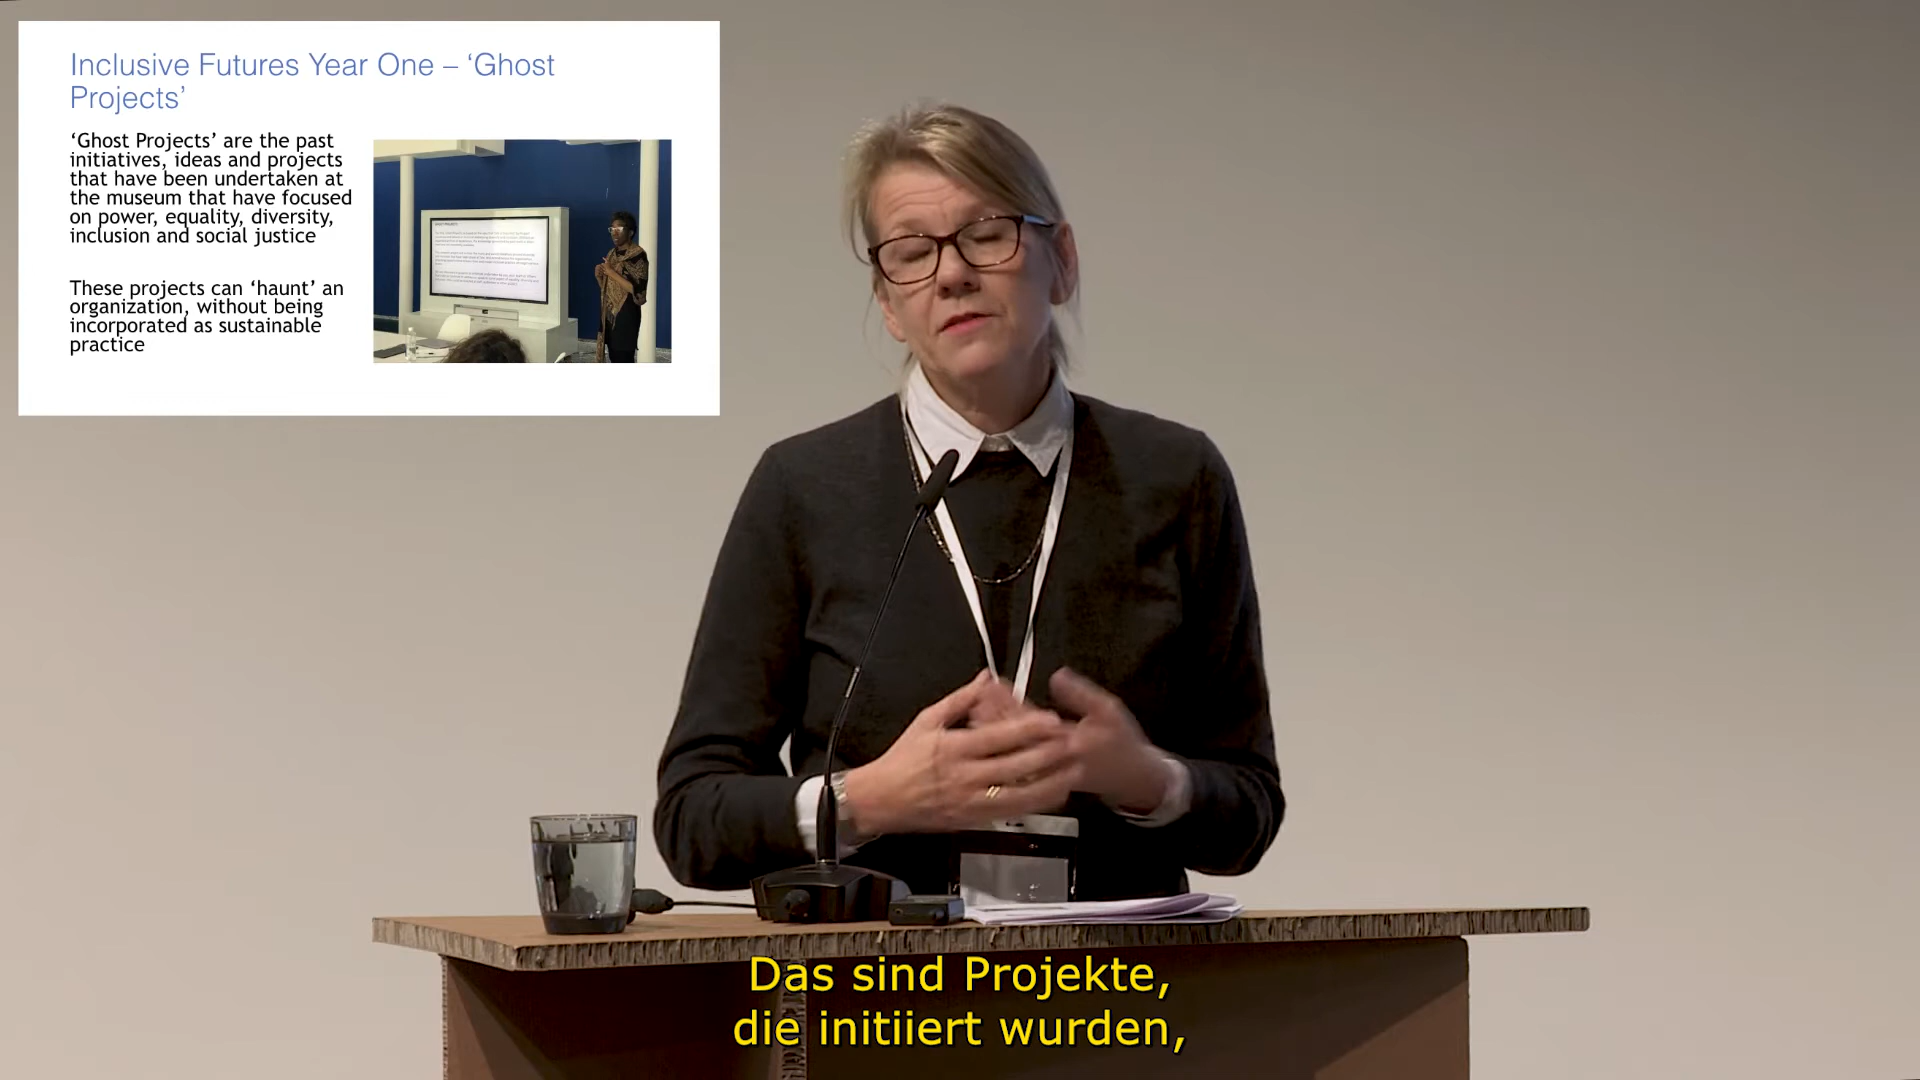 Inclusive Futures Year One – ‘Ghost
Projects’
‘Ghost Projects’ are the past
initiatives, ideas and projects
that have been undertaken at
the museum that have focused
on power, equality, diversity,
inclusion and social justice
These projects can ‘haunt’ an
organization, without being
incorporated as sustainable
practice
Das sind Projekte,
die initiiert wurden,